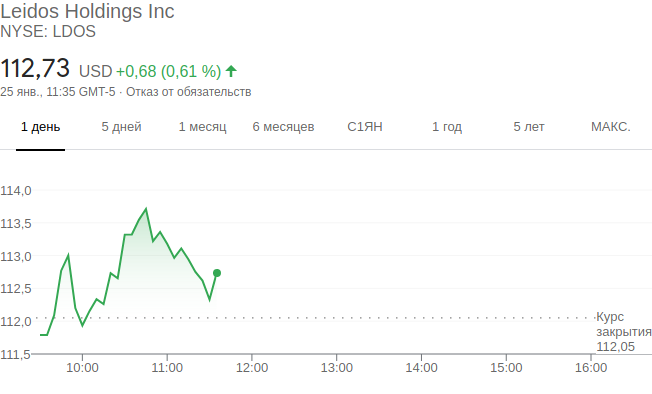 Leidos Holdings Inc
NYSE: LDOS
112,73 USD +0,68 (0,61 %)
25 янв., 11:35 GMT-5 · Отказ от обязательств
1 день 5 дней 1 месяц 6 месяцев С1ЯН 1 год 5 лет МАКС.
114,0
113,5
113,0
112,5
112,0
111,5
Курс
закрытия
112,05
10:00 11:00 12:00 13:00 14:00 15:00 16:00